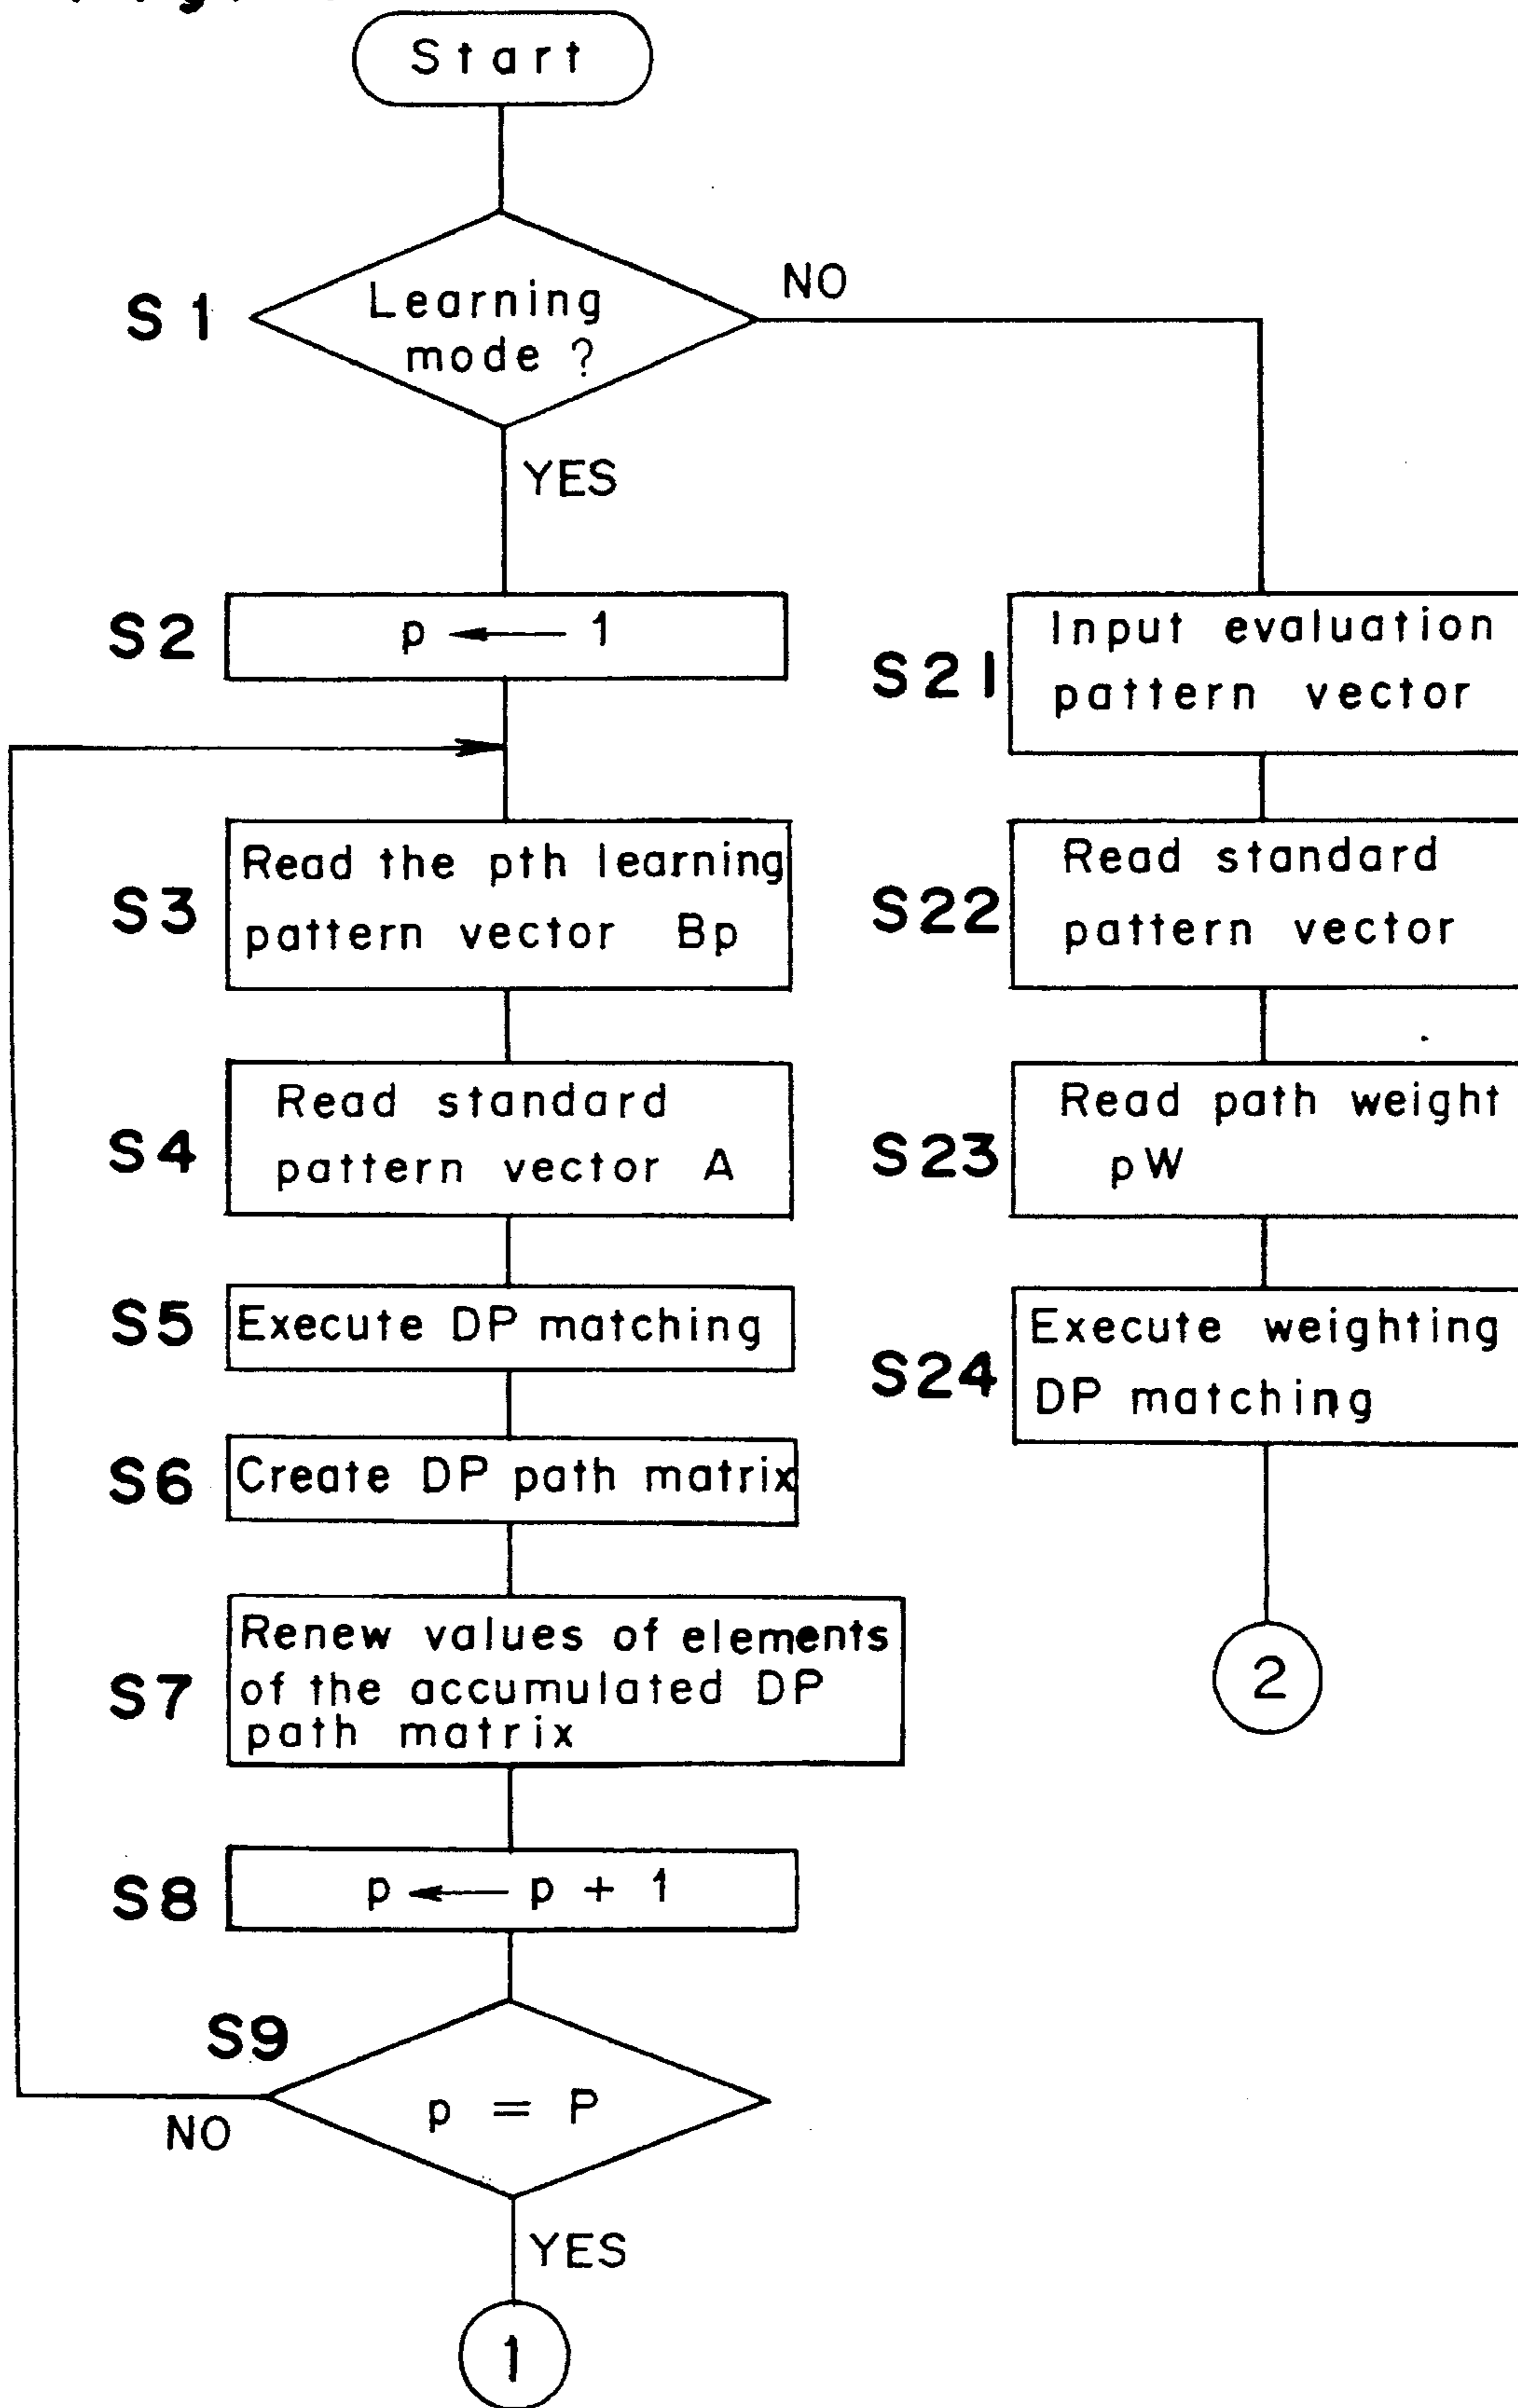 Start
S1
Learning
mode ?
NO
YES
S2
p ← 1
S3
Read the pth learning
pattern vector Bp
S4
Read standard
pattern vector A
S5
Execute DP matching
S6
Create DP path matrix
S7
Renew values of elements
of the accumulated DP
path matrix
S8
p ← p + 1
S9
p = P
NO
YES
1
S21
Input evaluation
pattern vector
S22
Read standard
pattern vector
S23
Read path weight
pW
S24
Execute weighting
DP matching
2